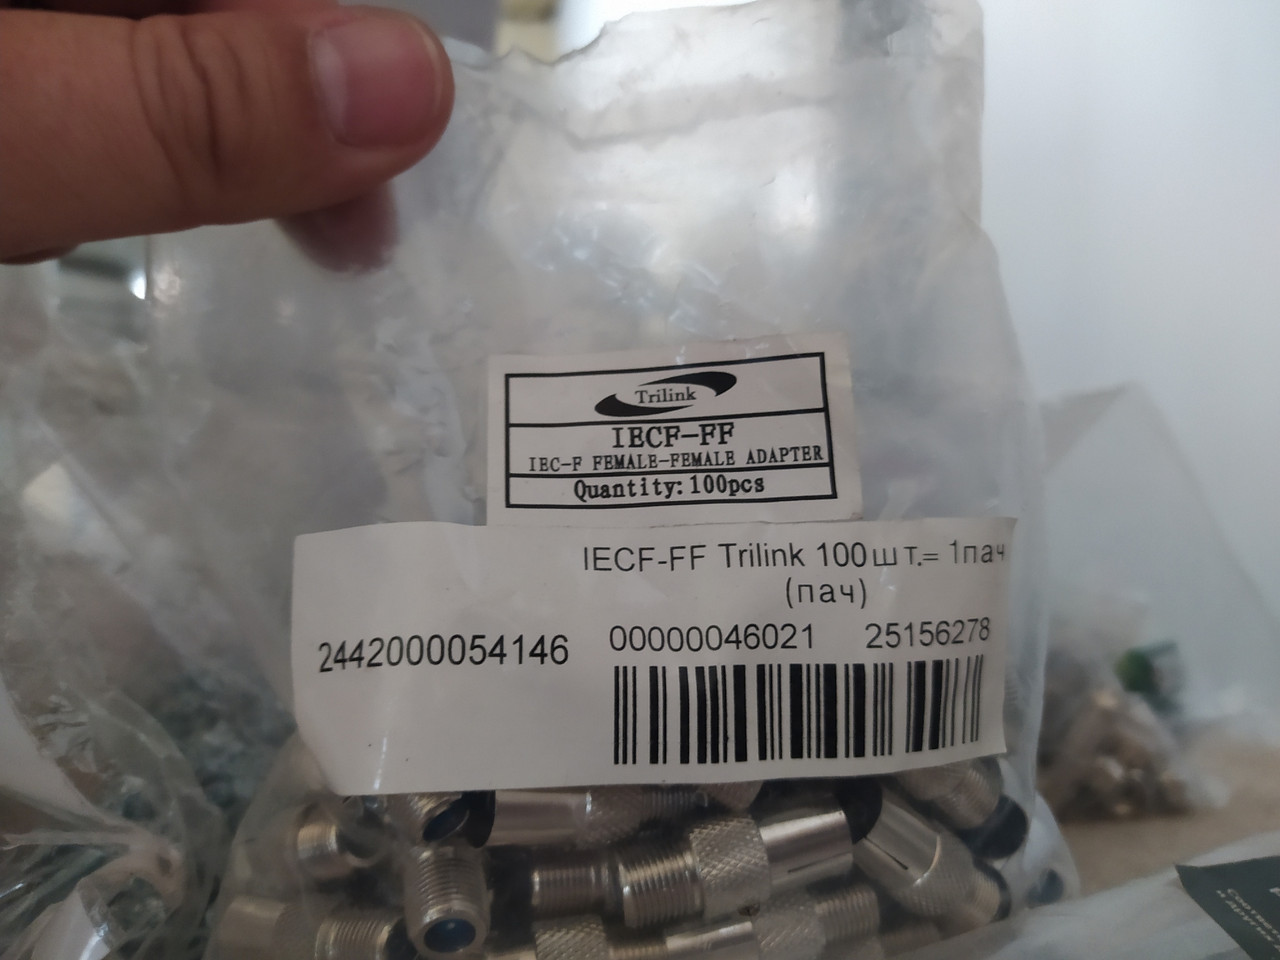 Trilink
IECF-FF
IEC-F FEMALE-FEMALE ADAPTER
Quantity: 100pcs
IECF-FF Trilink 100шт.= 1пач
(пач)
2442000054146 00000046021 25156278